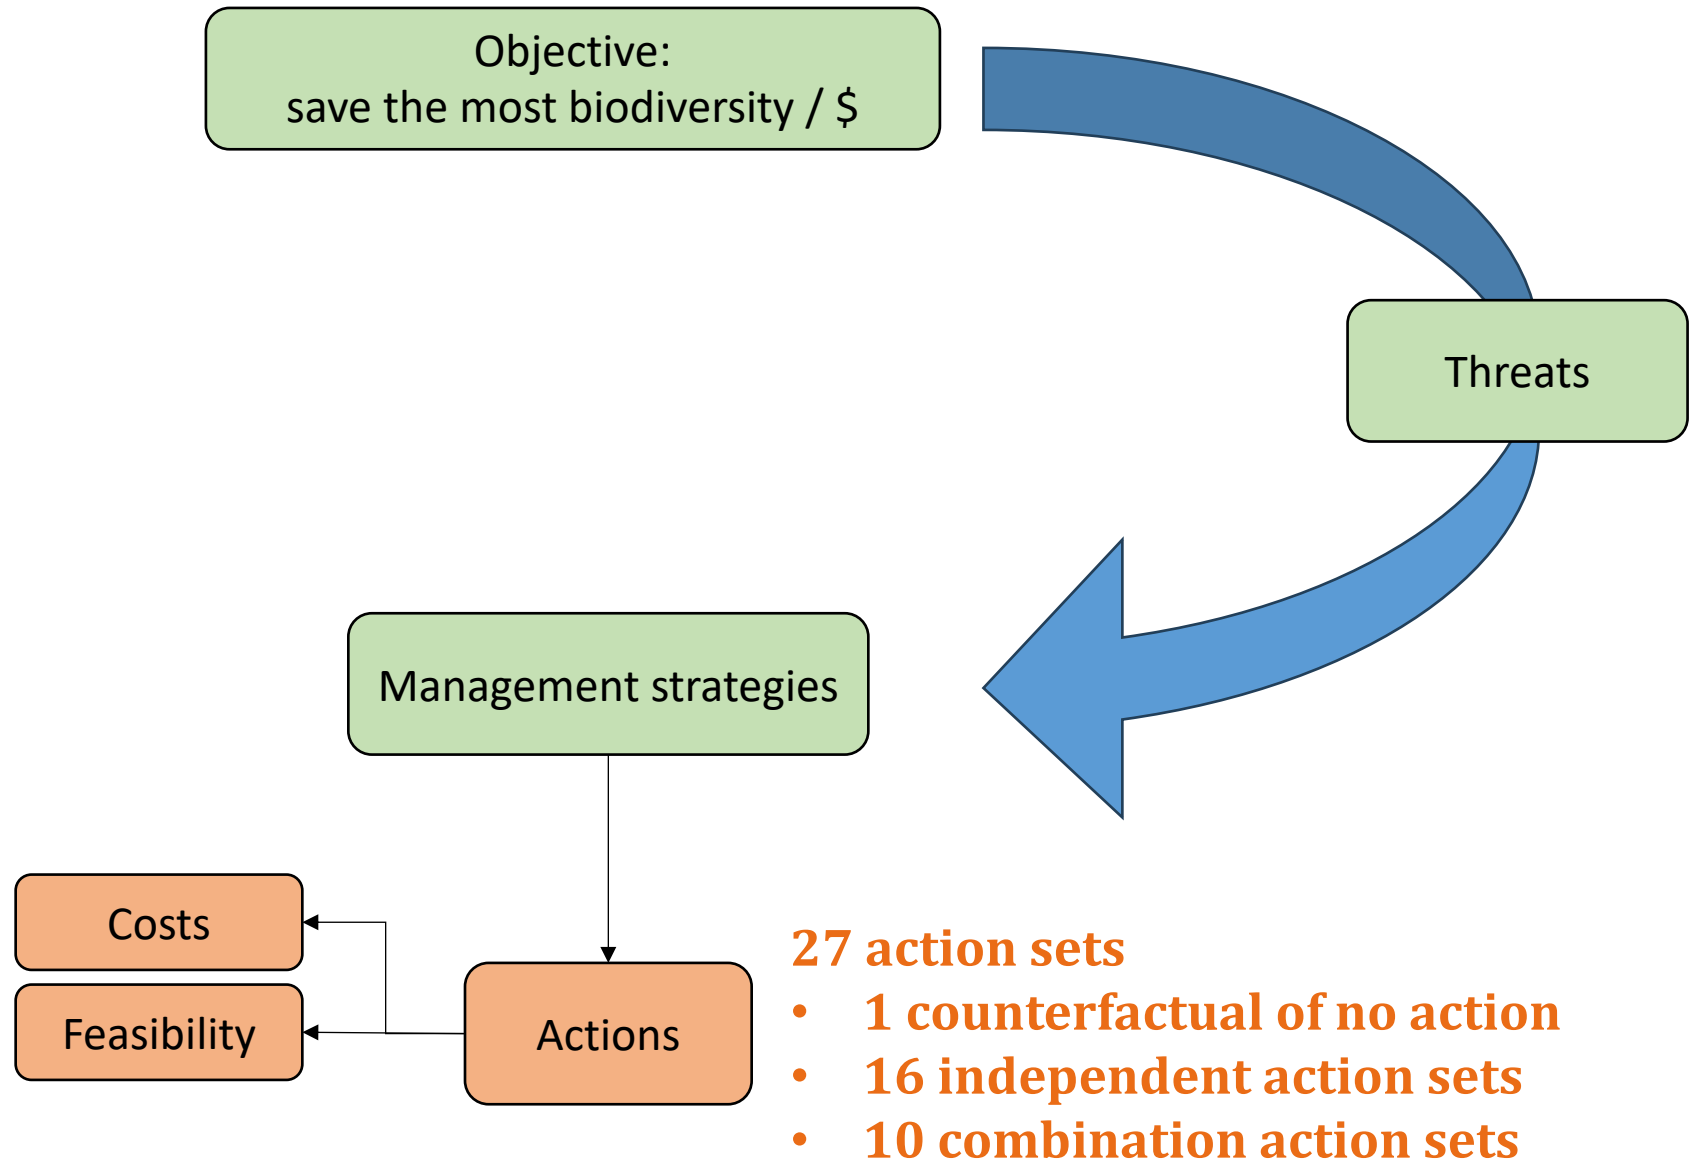 Objective:
save the most biodiversity / $
Threats
Management strategies
Costs
Feasibility
Actions
27 action sets
• 1 counterfactual of no action
• 16 independent action sets
• 10 combination action sets